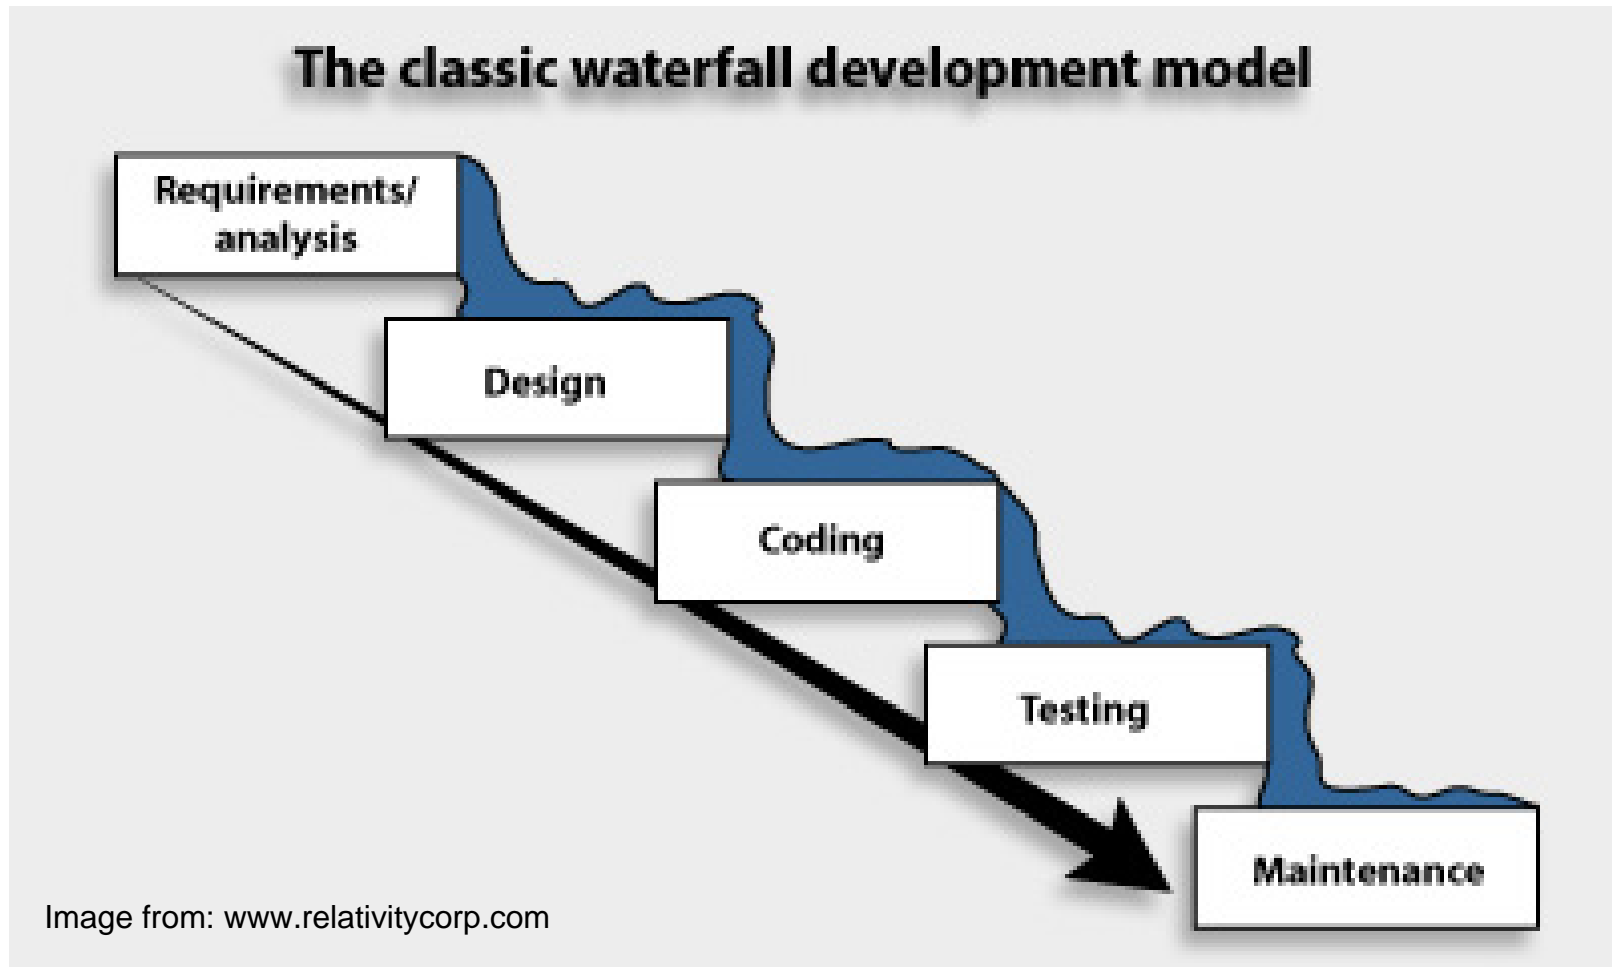 The classic waterfall development model
Requirements/
analysis
Design
Coding
Testing
Maintenance
Image from: www.relativitycorp.com